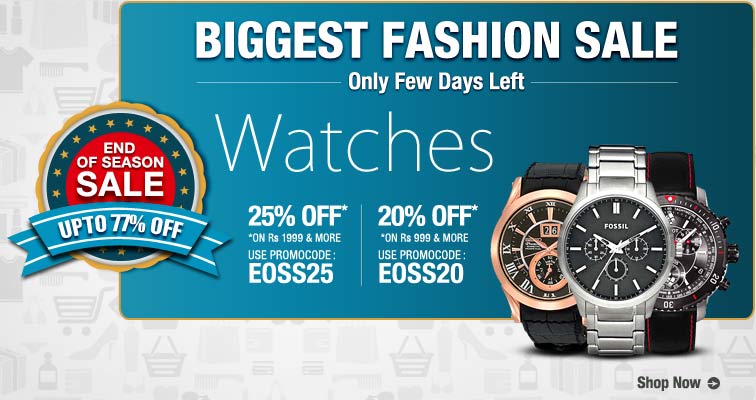 BIGGEST FASHION SALE
Only Few Days Left
Watches
END
OF SEASON
SALE
UPTO 77% OFF
25% OFF*
*ON Rs 1999 & MORE
USE PROMOCODE :
EOSS25
20% OFF*
*ON Rs 999 & MORE
USE PROMOCODE :
EOSS20
FOSSIL
Shop Now